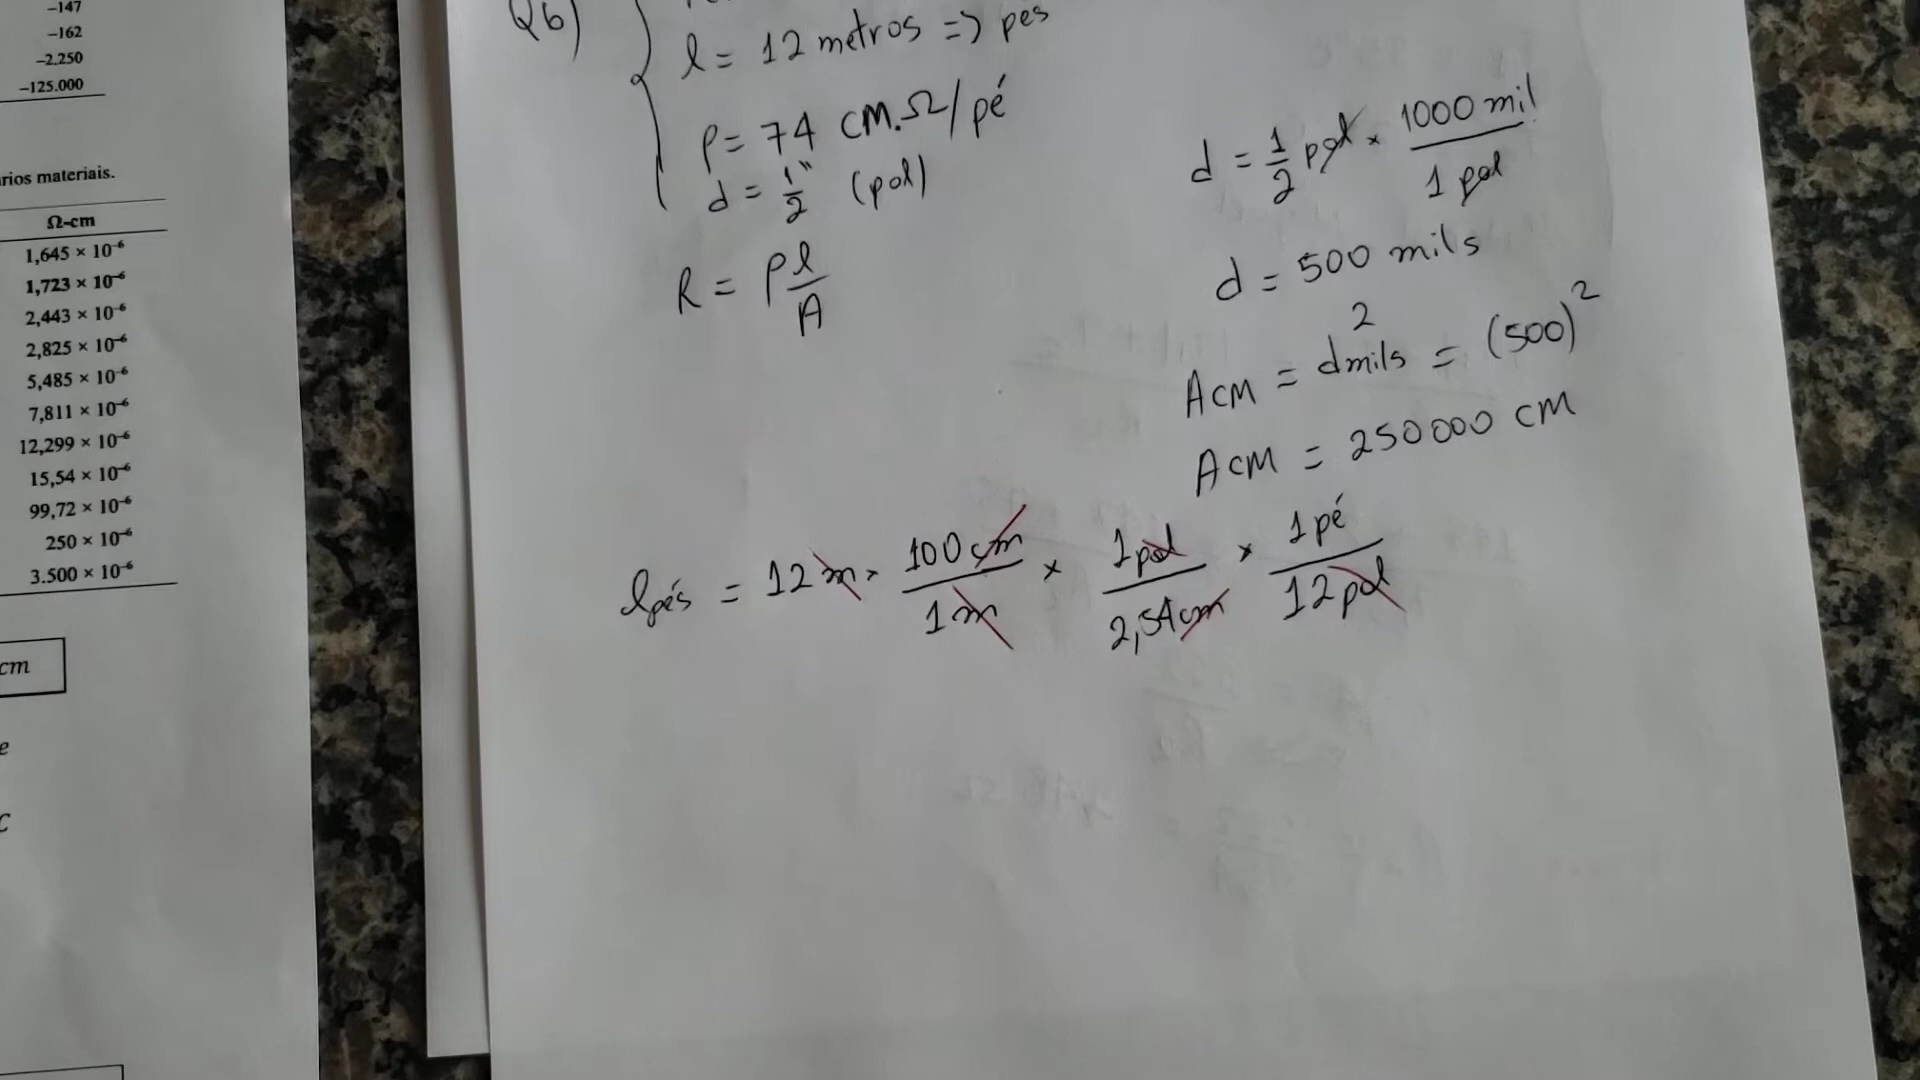 -147
-162
-2.250
-125.000
rios materiais.
Ω-cm
1,645 × 10⁻⁶
1,723 × 10⁻⁶
2,443 × 10⁻⁶
2,825 × 10⁻⁶
5,485 × 10⁻⁶
7,811 × 10⁻⁶
12,299 × 10⁻⁶
15,54 × 10⁻⁶
99,72 × 10⁻⁶
250 × 10⁻⁶
3.500 × 10⁻⁶
cm
e
Q6)
l = 12 metros => pes
ρ = 74 CM.Ω/pé
d = 1/2" (pol)
R = ρ l/A
d = 1/2 pol × 1000 mil / 1 pol
d = 500 mils
ACM = d²mils = (500)²
ACM = 250000 CM
lpés = 12 m × 100 cm / 1 m × 1 pol / 2,54 cm × 1 pé / 12 pol